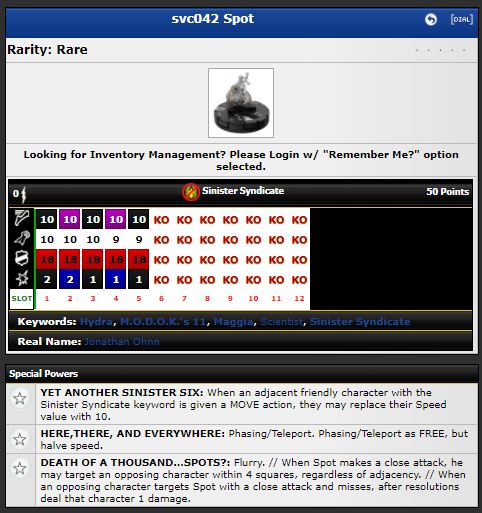 svc042 Spot
[DIAL]
Rarity: Rare
Looking for Inventory Management? Please Login w/ "Remember Me?" option
selected.
0 Sinister Syndicate 50 Points
10 10 10 10 10 KO KO KO KO KO KO KO
10 10 10 9 9 KO KO KO KO KO KO KO
18 18 18 18 18 KO KO KO KO KO KO KO
2 2 1 1 1 KO KO KO KO KO KO KO
SLOT 1 2 3 4 5 6 7 8 9 10 11 12
Keywords: Hydra, M.O.D.O.K.'s 11, Maggia, Scientist, Sinister Syndicate
Real Name: Jonathan Ohnn
Special Powers
YET ANOTHER SINISTER SIX: When an adjacent friendly character with the
Sinister Syndicate keyword is given a MOVE action, they may replace their Speed
value with 10.
HERE,THERE, AND EVERYWHERE: Phasing/Teleport. Phasing/Teleport as FREE, but
halve speed.
DEATH OF A THOUSAND...SPOTS?: Flurry. // When Spot makes a close attack, he
may target an opposing character within 4 squares, regardless of adjacency. // When
an opposing character targets Spot with a close attack and misses, after resolutions
deal that character 1 damage.